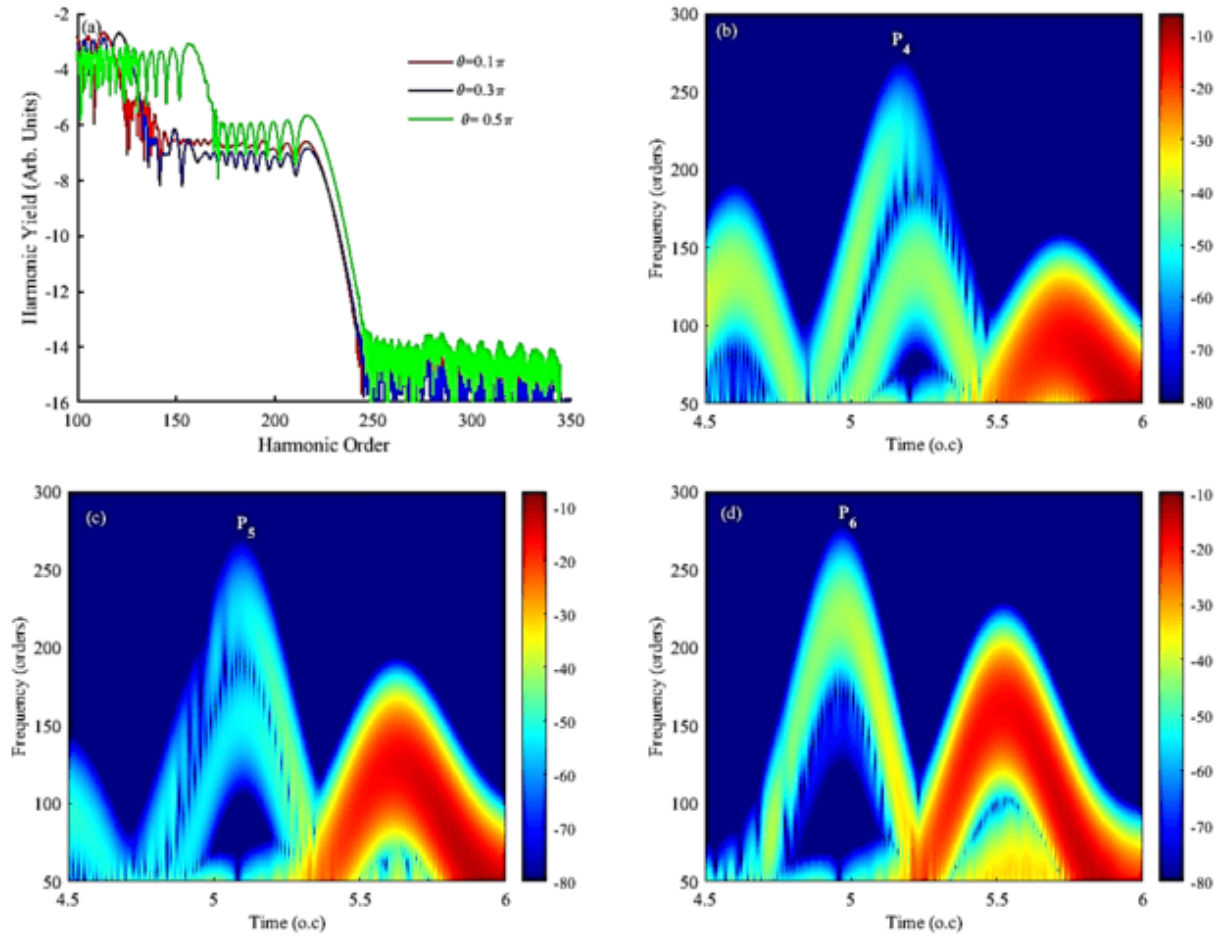 (a)
-2
-4
-6
-8
-10
-12
-14
-16
Harmonic Yield (Arb. Units)
θ=0.1π
θ=0.3π
θ= 0.5π
100 150 200 250 300 350
Harmonic Order
(b)
P4
300
250
200
150
100
50
Frequency (orders)
4.5 5 5.5 6
Time (o.c)
-10
-20
-30
-40
-50
-60
-70
-80
(c)
P5
300
250
200
150
100
50
Frequency (orders)
4.5 5 5.5 6
Time (o.c)
-10
-20
-30
-40
-50
-60
-70
-80
(d)
P6
300
250
200
150
100
50
Frequency (orders)
4.5 5 5.5 6
Time (o.c)
-10
-20
-30
-40
-50
-60
-70
-80